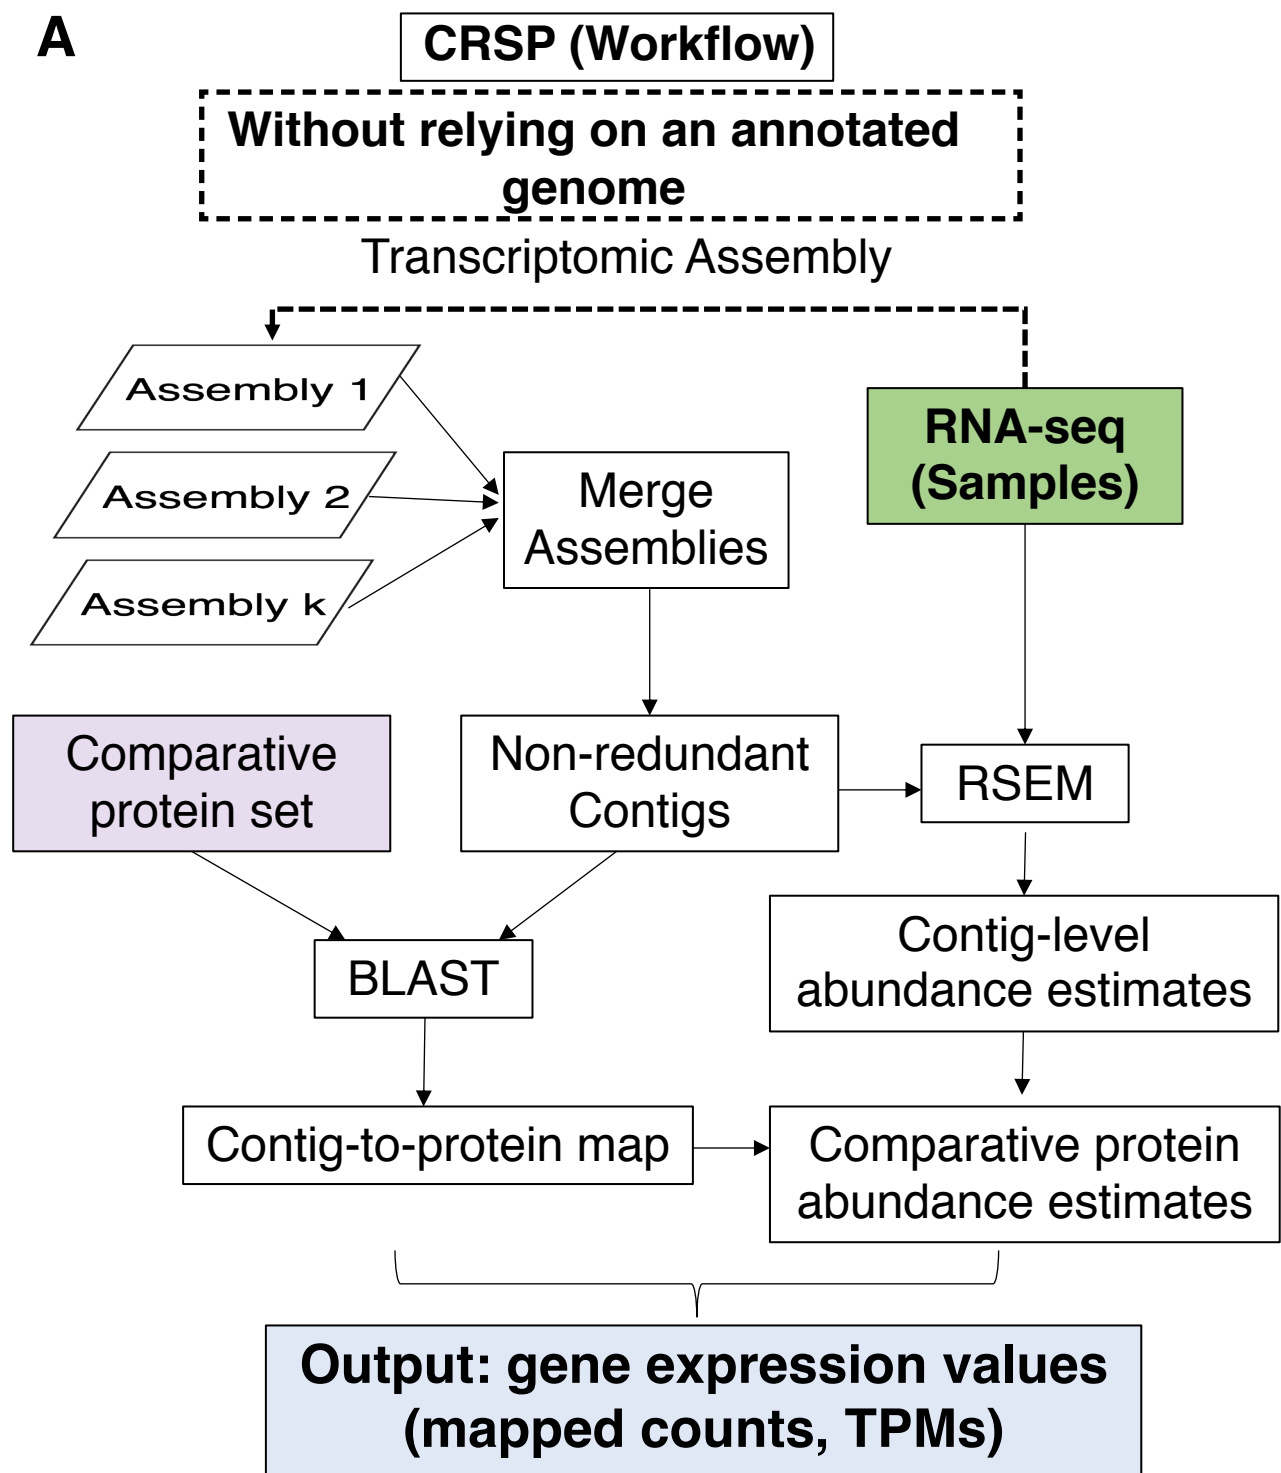 A
CRSP (Workflow)
Without relying on an annotated
genome
Transcriptomic Assembly
Assembly 1
Assembly 2
Assembly k
Merge
Assemblies
RNA-seq
(Samples)
Comparative
protein set
Non-redundant
Contigs
RSEM
BLAST
Contig-level
abundance estimates
Contig-to-protein map
Comparative protein
abundance estimates
Output: gene expression values
(mapped counts, TPMs)